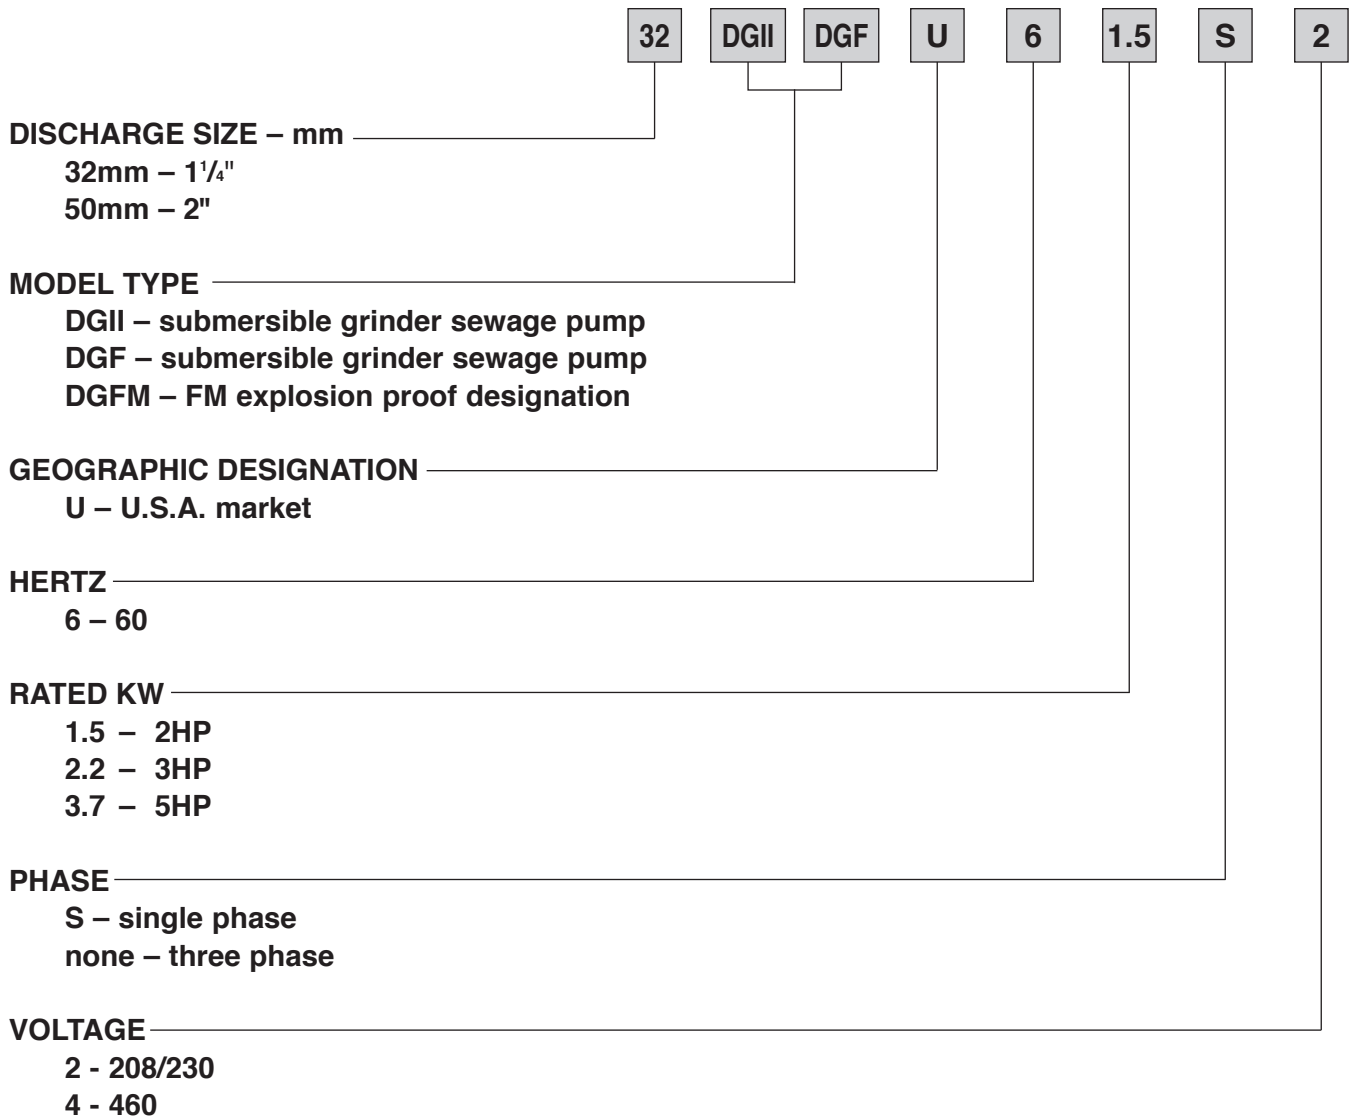 32 DGII DGF U 6 1.5 S 2
DISCHARGE SIZE – mm
32mm – 1¹/₄"
50mm – 2"
MODEL TYPE
DGII – submersible grinder sewage pump
DGF – submersible grinder sewage pump
DGFM – FM explosion proof designation
GEOGRAPHIC DESIGNATION
U – U.S.A. market
HERTZ
6 – 60
RATED KW
1.5 – 2HP
2.2 – 3HP
3.7 – 5HP
PHASE
S – single phase
none – three phase
VOLTAGE
2 - 208/230
4 - 460